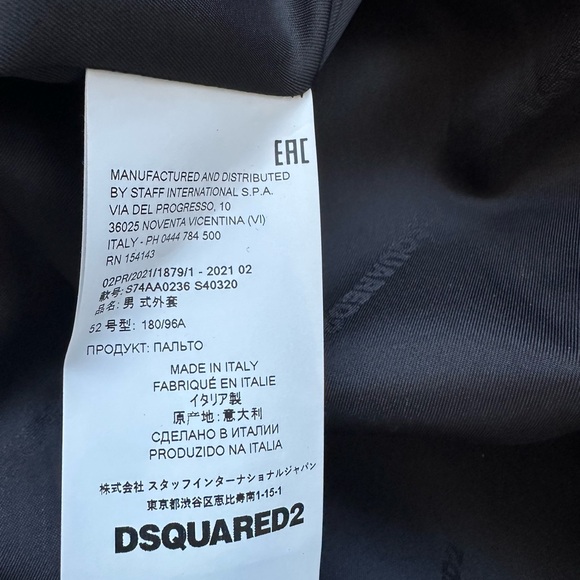 EAC
MANUFACTURED AND DISTRIBUTED
BY STAFF INTERNATIONAL S.P.A.
VIA DEL PROGRESSO, 10
36025 NOVENTA VICENTINA (VI)
ITALY - PH 0444 784 500
RN 154143
02PR/2021/1879/1 - 2021 02
款号: S74AA0236 S40320
品名: 男 式外套
52 号型: 180/96A
ПРОДУКТ: ПАЛЬТО
MADE IN ITALY
FABRIQUÉ EN ITALIE
イタリア製
原产地: 意大利
СДЕЛАНО В ИТАЛИИ
PRODUZIDO NA ITALIA
株式会社 スタッフインターナショナルジャパン
東京都渋谷区恵比寿南1-15-1
DSQUARED2
SQUARED